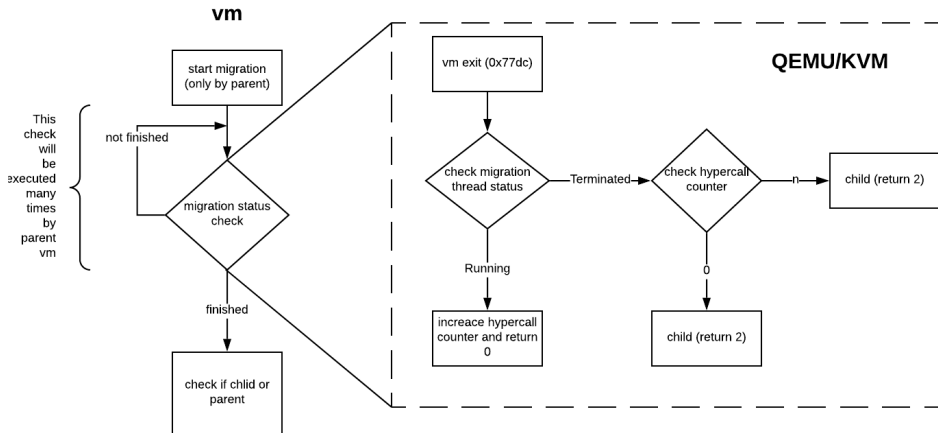 vm
start migration
(only by parent)
This
check
will
be
executed
many
times
by
parent
vm
not finished
migration status
check
finished
check if chlid or
parent
QEMU/KVM
vm exit (0x77dc)
check migration
thread status
Terminated
check hypercall
counter
n
child (return 2)
Running
0
increace hypercall
counter and return
0
child (return 2)